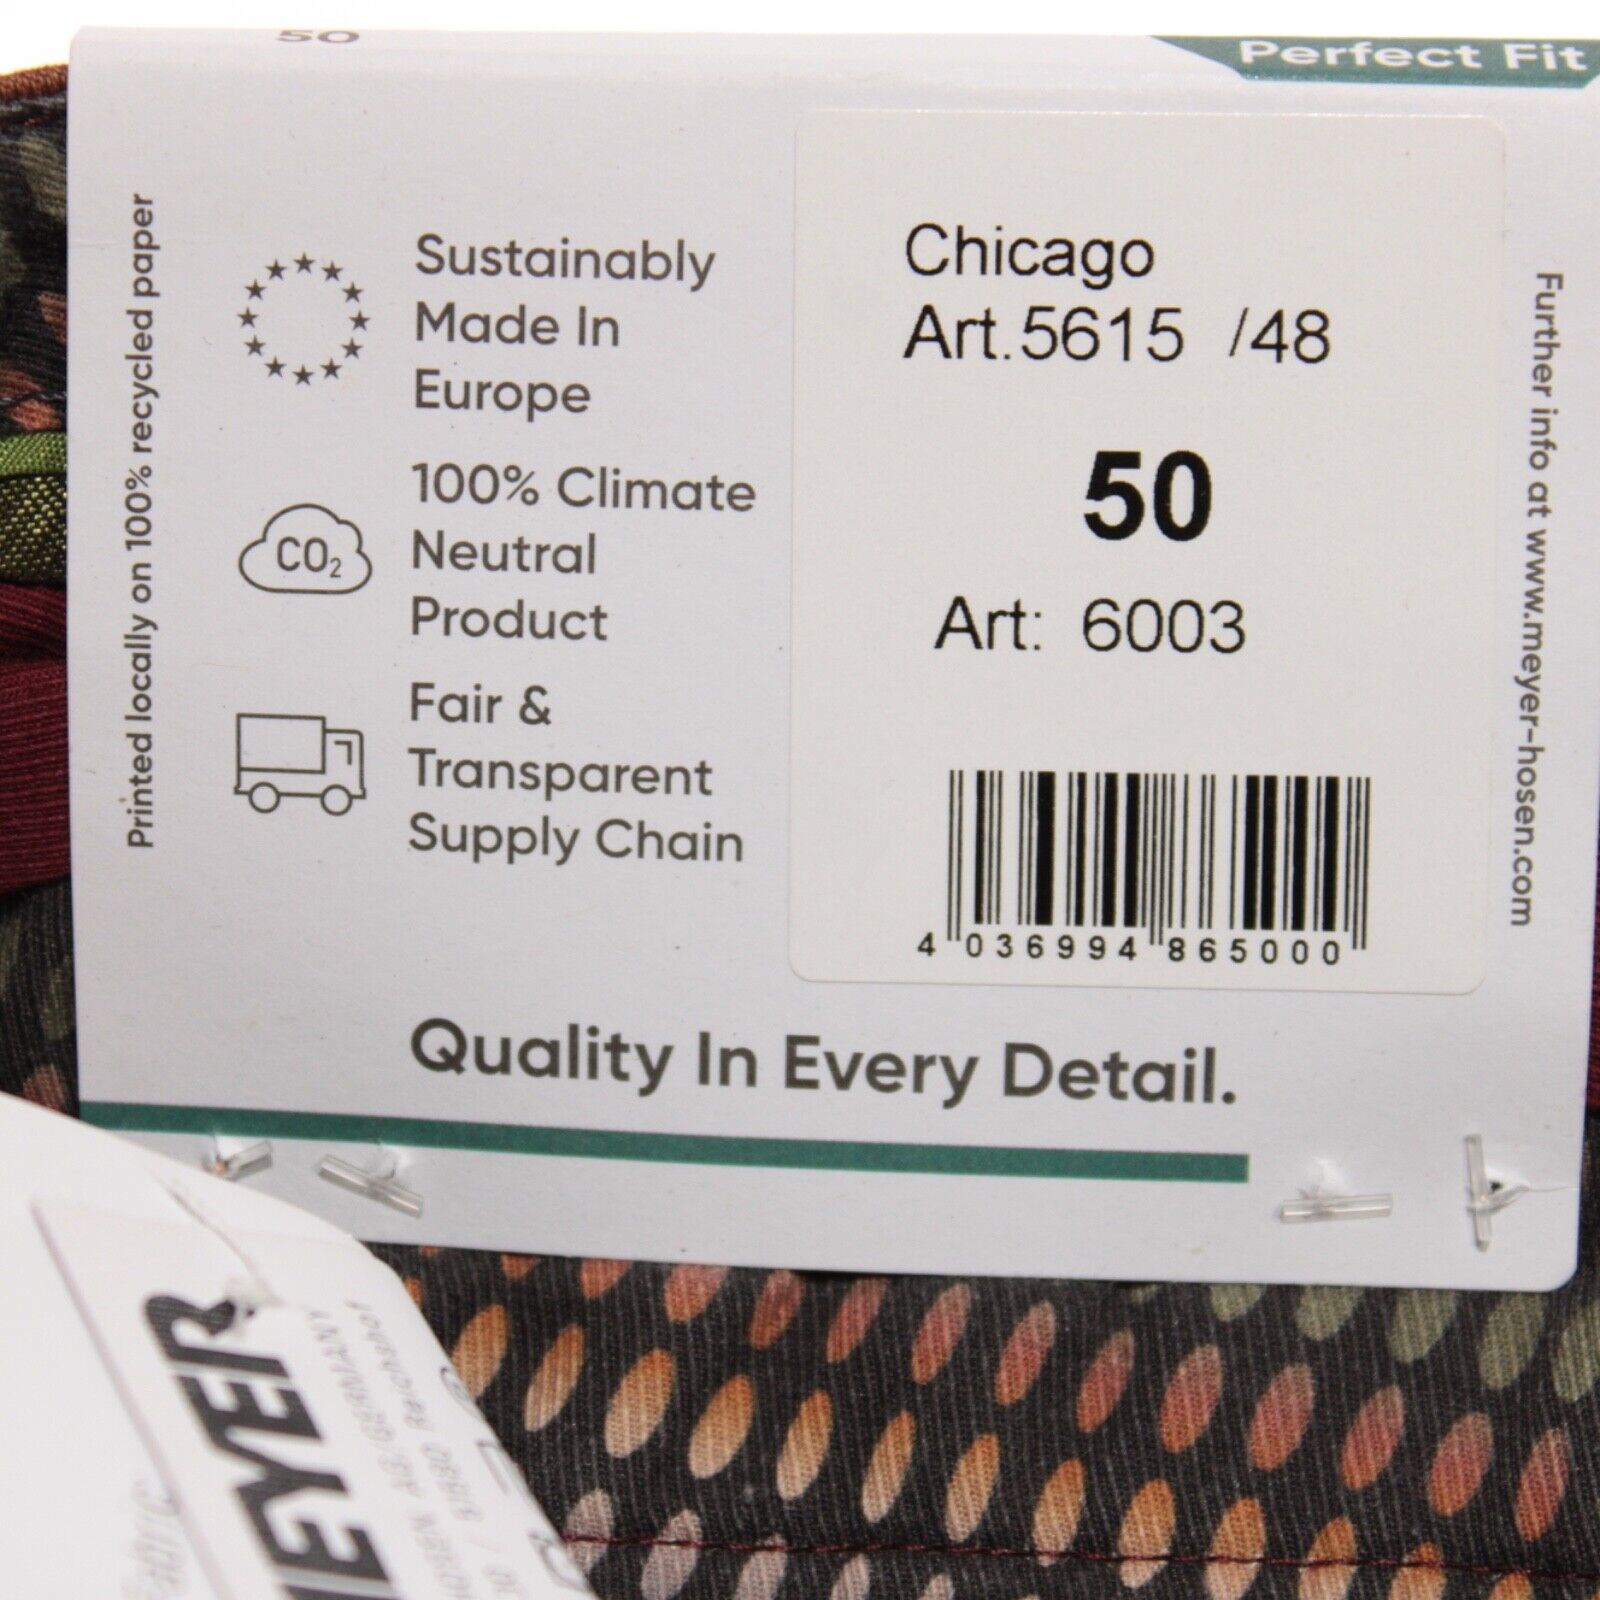 50
Perfect Fit
Printed locally on 100% recycled paper
Sustainably
Made In
Europe
CO₂
100% Climate
Neutral
Product
Fair &
Transparent
Supply Chain
Chicago
Art.5615 /48
50
Art: 6003
4 036994 865000
Further info at www.meyer-hosen.com
Quality In Every Detail.
EYER
GERMANY